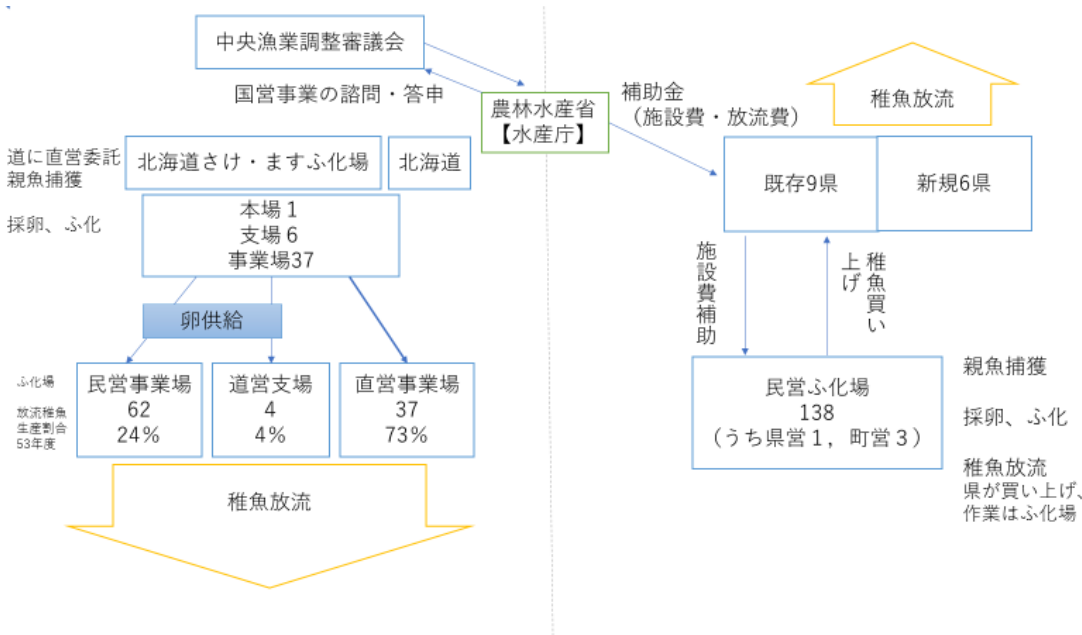 中央漁業調整審議会
国営事業の諮問・答申
農林水産省
【水産庁】
補助金
（施設費・放流費）
稚魚放流
道に直営委託
親魚捕獲
北海道さけ・ますふ化場
北海道
既存9県
新規6県
採卵、ふ化
本場１
支場６
事業場37
卵供給
施設費補助
稚魚買い
上げ
ふ化場
放流稚魚
生産割合
53年度
民営事業場
62
24%
道営支場
4
4%
直営事業場
37
73%
民営ふ化場
138
（うち県営１，町営３）
親魚捕獲
採卵、ふ化
稚魚放流
県が買い上げ、
作業はふ化場
稚魚放流